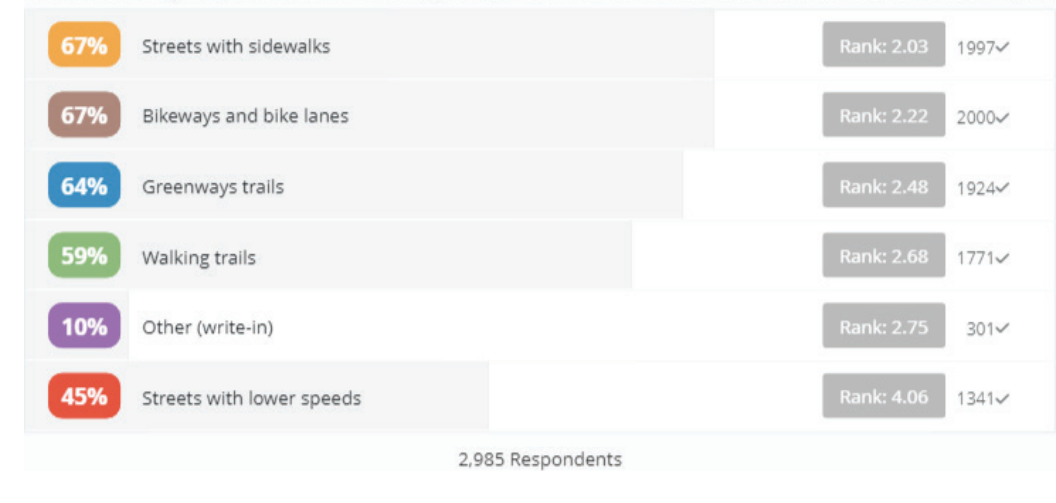 67% Streets with sidewalks Rank: 2.03 1997✓
67% Bikeways and bike lanes Rank: 2.22 2000✓
64% Greenways trails Rank: 2.48 1924✓
59% Walking trails Rank: 2.68 1771✓
10% Other (write-in) Rank: 2.75 301✓
45% Streets with lower speeds Rank: 4.06 1341✓
2,985 Respondents